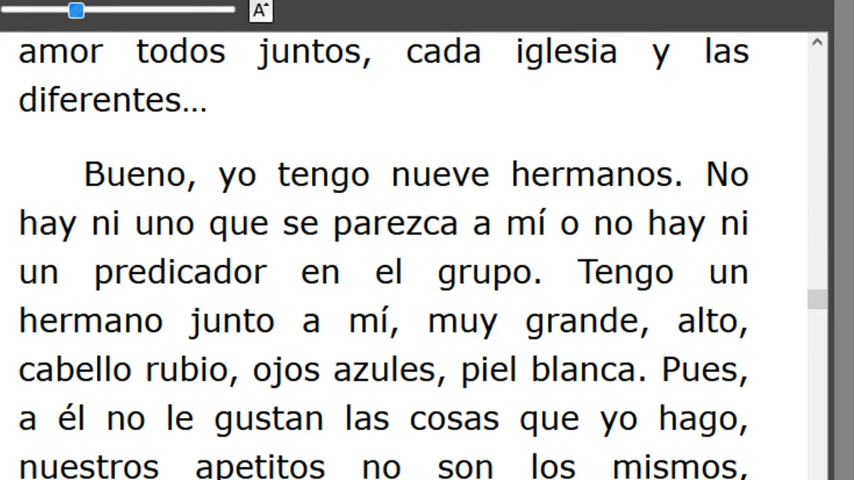 A^
amor todos juntos, cada iglesia y las
diferentes...
Bueno, yo tengo nueve hermanos. No
hay ni uno que se parezca a mí o no hay ni
un predicador en el grupo. Tengo un
hermano junto a mí, muy grande, alto,
cabello rubio, ojos azules, piel blanca. Pues,
a él no le gustan las cosas que yo hago,
nuestros apetitos no son los mismos,